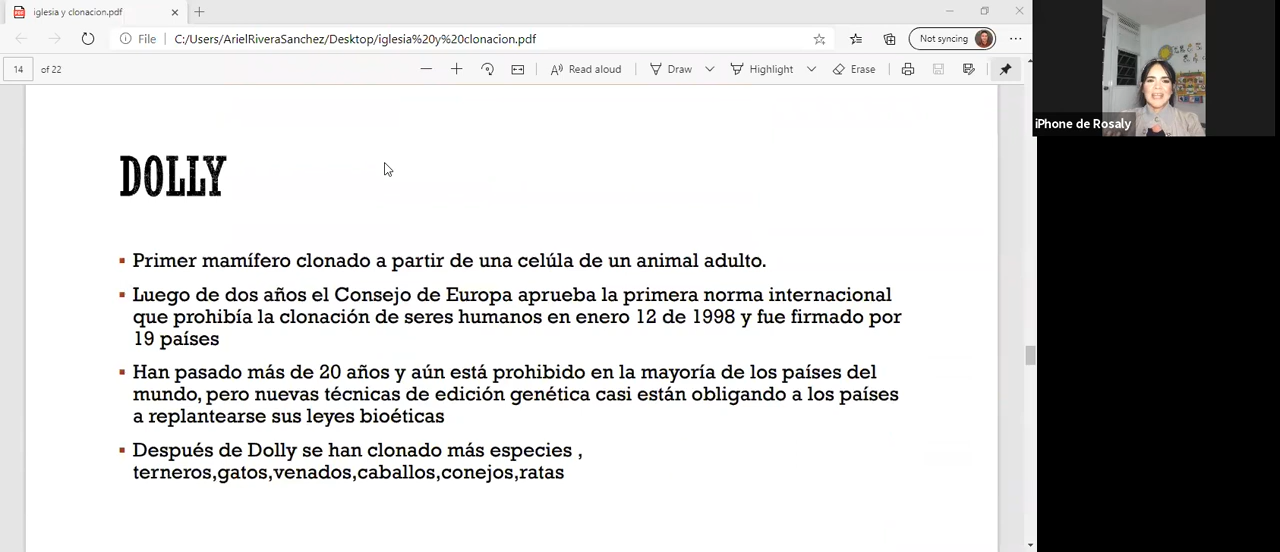 iglesia y clonacion.pdf
File
C:/Users/ArielRiveraSanchez/Desktop/iglesia%20y%20clonacion.pdf
Not syncing
14 of 22
Read aloud
Draw
Highlight
Erase
iPhone de Rosaly
DOLLY
Primer mamífero clonado a partir de una celúla de un animal adulto.
Luego de dos años el Consejo de Europa aprueba la primera norma internacional
que prohibía la clonación de seres humanos en enero 12 de 1998 y fue firmado por
19 países
Han pasado más de 20 años y aún está prohibido en la mayoría de los países del
mundo, pero nuevas técnicas de edición genética casi están obligando a los países
a replantearse sus leyes bioéticas
Después de Dolly se han clonado más especies ,
terneros,gatos,venados,caballos,conejos,ratas